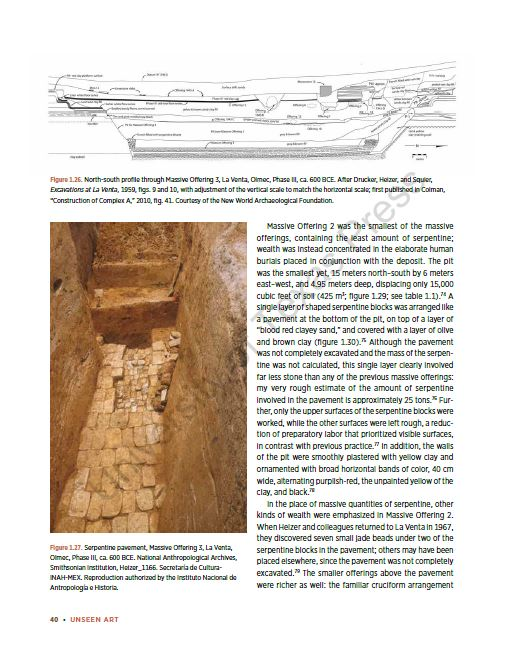 Figure 1.26. North-south profile through Massive Offering 3, La Venta, Olmec, Phase III, ca. 600 BCE. After Drucker, Heizer, and Squier,
Excavations at La Venta, 1959, figs. 9 and 10, with adjustment of the vertical scale to match the horizontal scale; first published in Colman,
"Construction of Complex A," 2010, fig. 41. Courtesy of the New World Archaeological Foundation.
Figure 1.27. Serpentine pavement, Massive Offering 3, La Venta,
Olmec, Phase III, ca. 600 BCE. National Anthropological Archives,
Smithsonian Institution, Heizer_1166. Secretaría de Cultura-
INAH-MEX. Reproduction authorized by the Instituto Nacional de
Antropología e Historia.
Massive Offering 2 was the smallest of the massive
offerings, containing the least amount of serpentine;
wealth was instead concentrated in the elaborate human
burials placed in conjunction with the deposit. The pit
was the smallest yet, 15 meters north-south by 6 meters
east-west, and 4.95 meters deep, displacing only 15,000
cubic feet of soil (425 m³; figure 1.29; see table 1.1).⁷⁴ A
single layer of shaped serpentine blocks was arranged like
a pavement at the bottom of the pit, on top of a layer of
"blood red clayey sand," and covered with a layer of olive
and brown clay (figure 1.30).⁷⁵ Although the pavement
was not completely excavated and the mass of the serpen-
tine was not calculated, this single layer clearly involved
far less stone than any of the previous massive offerings:
my very rough estimate of the amount of serpentine
involved in the pavement is approximately 25 tons.⁷⁶ Fur-
ther, only the upper surfaces of the serpentine blocks were
worked, while the other surfaces were left rough, a reduc-
tion of preparatory labor that prioritized visible surfaces,
in contrast with previous practice.⁷⁷ In addition, the walls
of the pit were smoothly plastered with yellow clay and
ornamented with broad horizontal bands of color, 40 cm
wide, alternating purplish-red, the unpainted yellow of the
clay, and black.⁷⁸
In the place of massive quantities of serpentine, other
kinds of wealth were emphasized in Massive Offering 2.
When Heizer and colleagues returned to La Venta in 1967,
they discovered seven small jade beads under two of the
serpentine blocks in the pavement; others may have been
placed elsewhere, since the pavement was not completely
excavated.⁷⁹ The smaller offerings above the pavement
were richer as well: the familiar cruciform arrangement
40 • UNSEEN ART